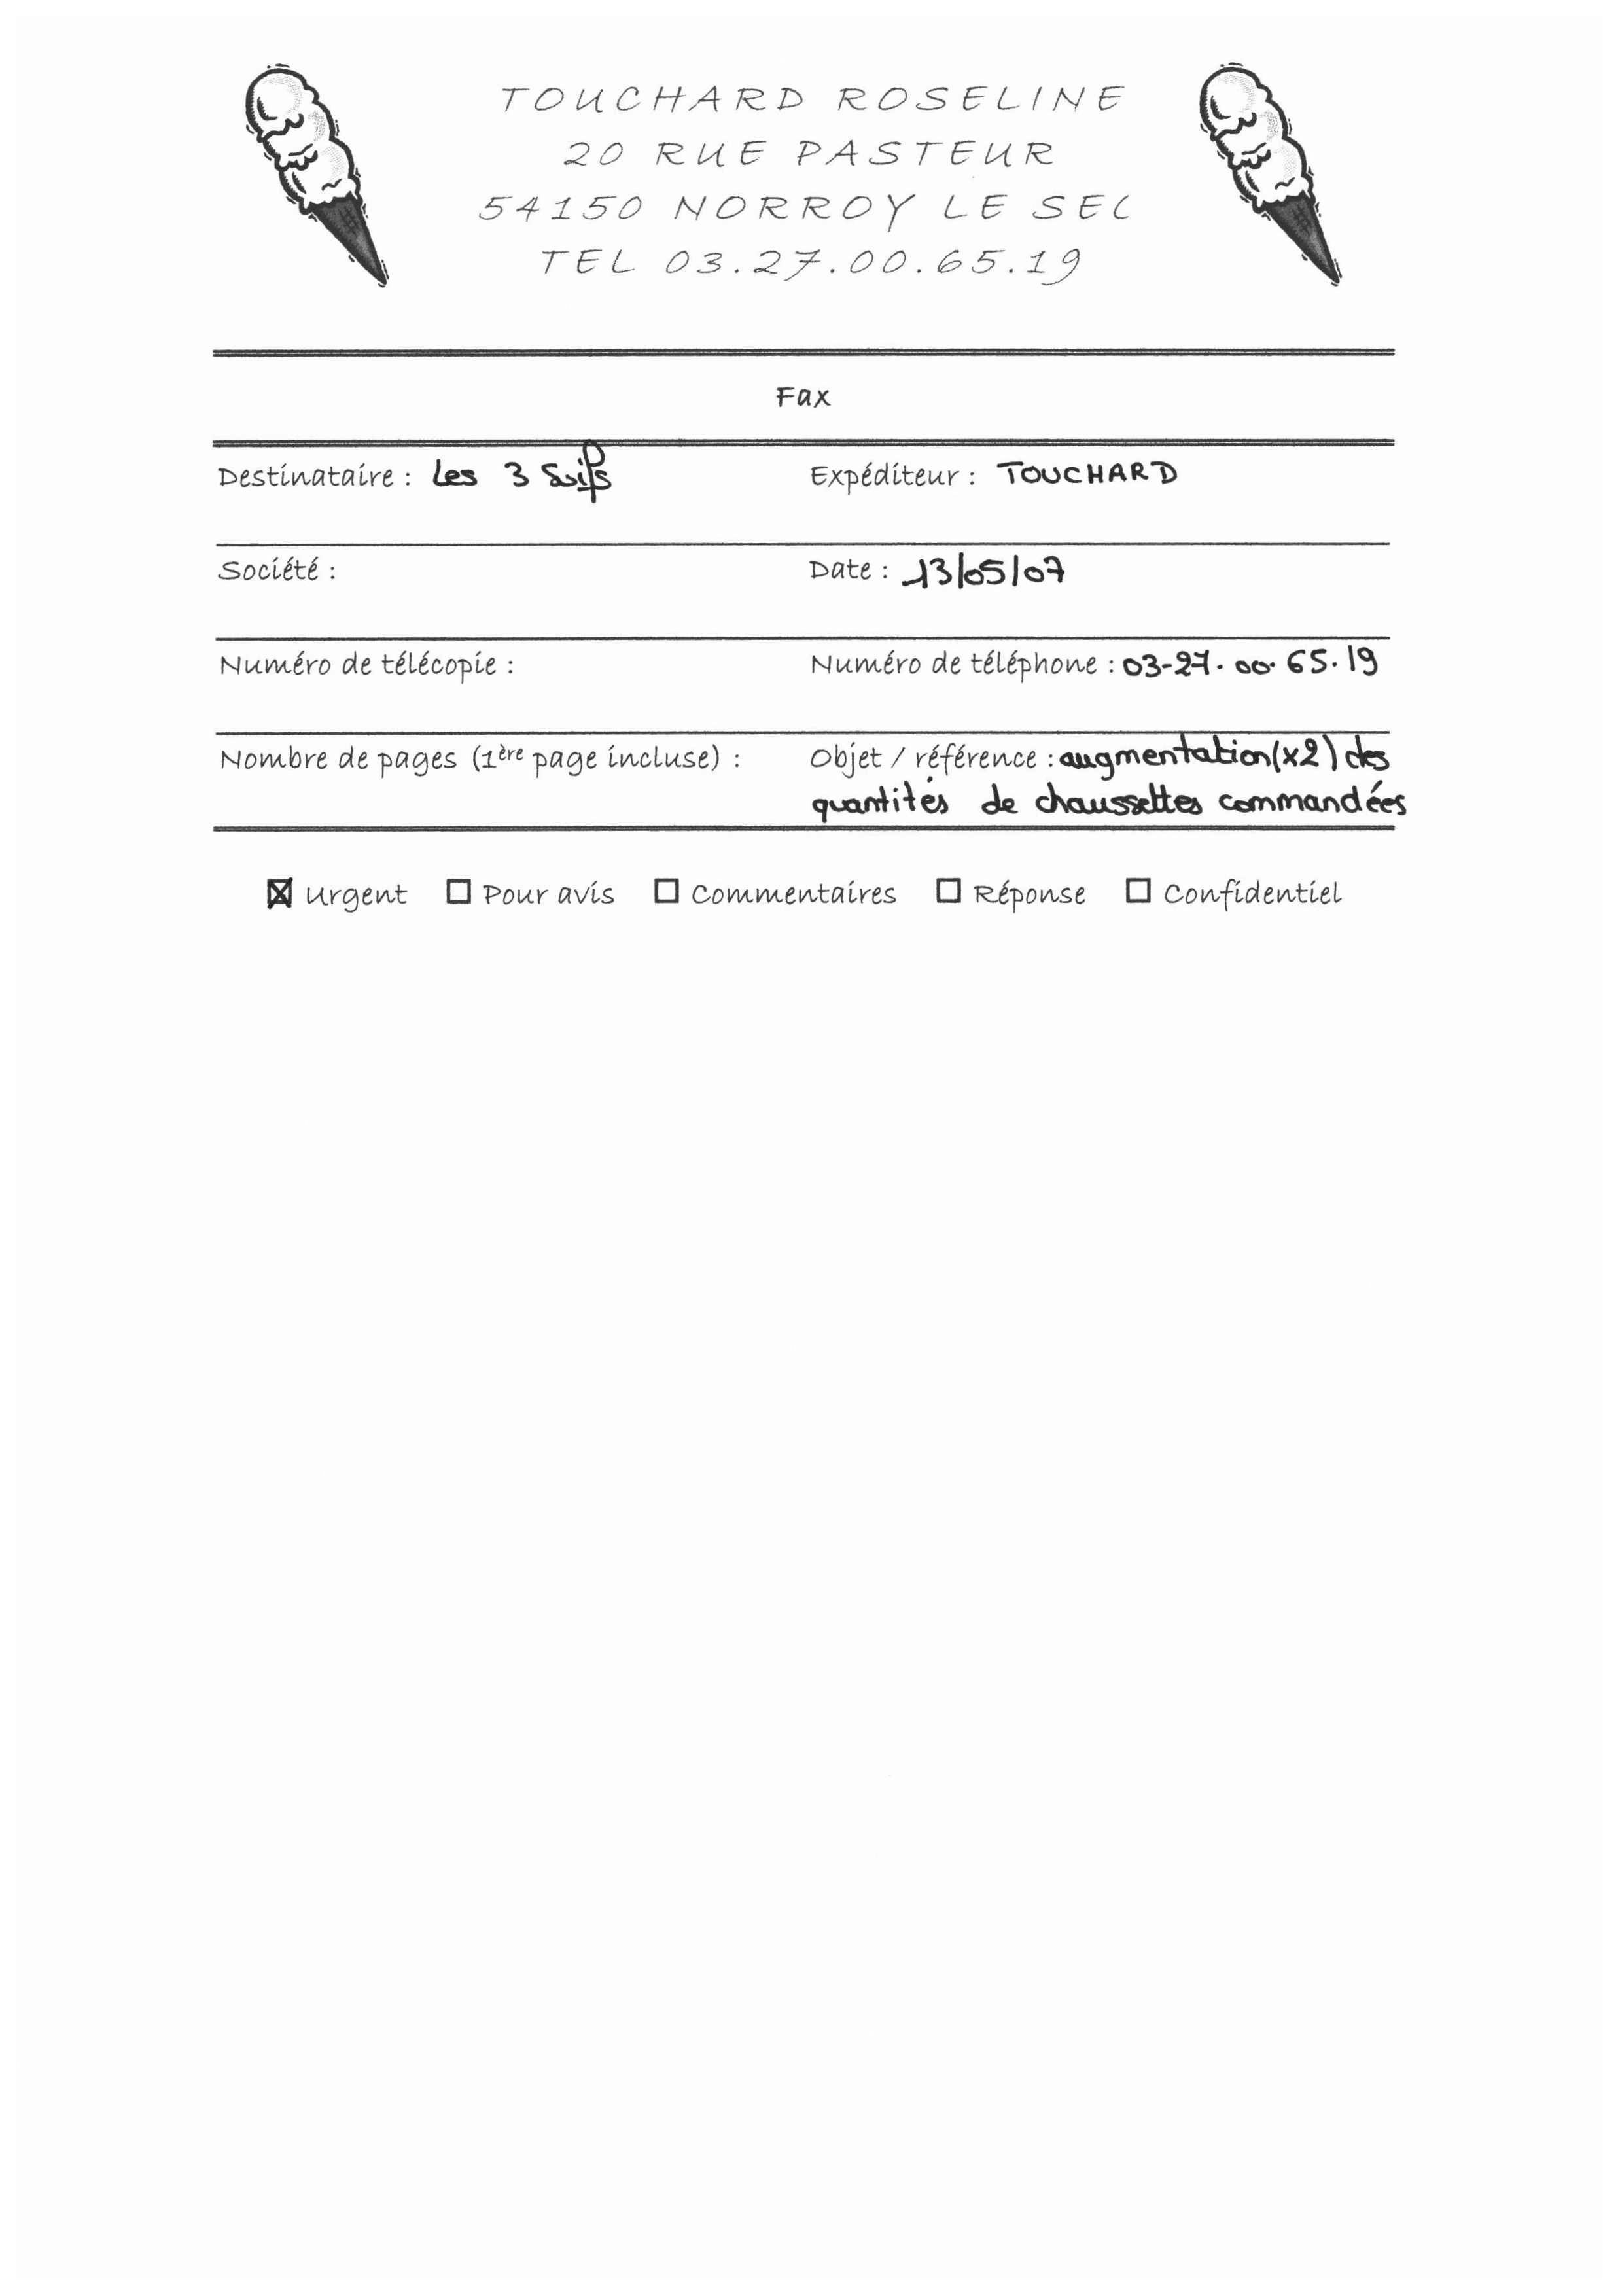 TOUCHARD ROSELINE
20 RUE PASTEUR
54150 NORROY LE SEC
TEL 03.27.00.65.19
Fax
Destinataire : Les 3 Suifs
Expéditeur : TOUCHARD
Société :
Date : 13/05/07
Numéro de télécopie :
Numéro de téléphone : 03-27.00.65.19
Nombre de pages (1ère page incluse) :
Objet / référence : augmentation(x2) des
quantités de chaussettes commandées
Urgent Pour avis Commentaires Réponse Confidentiel